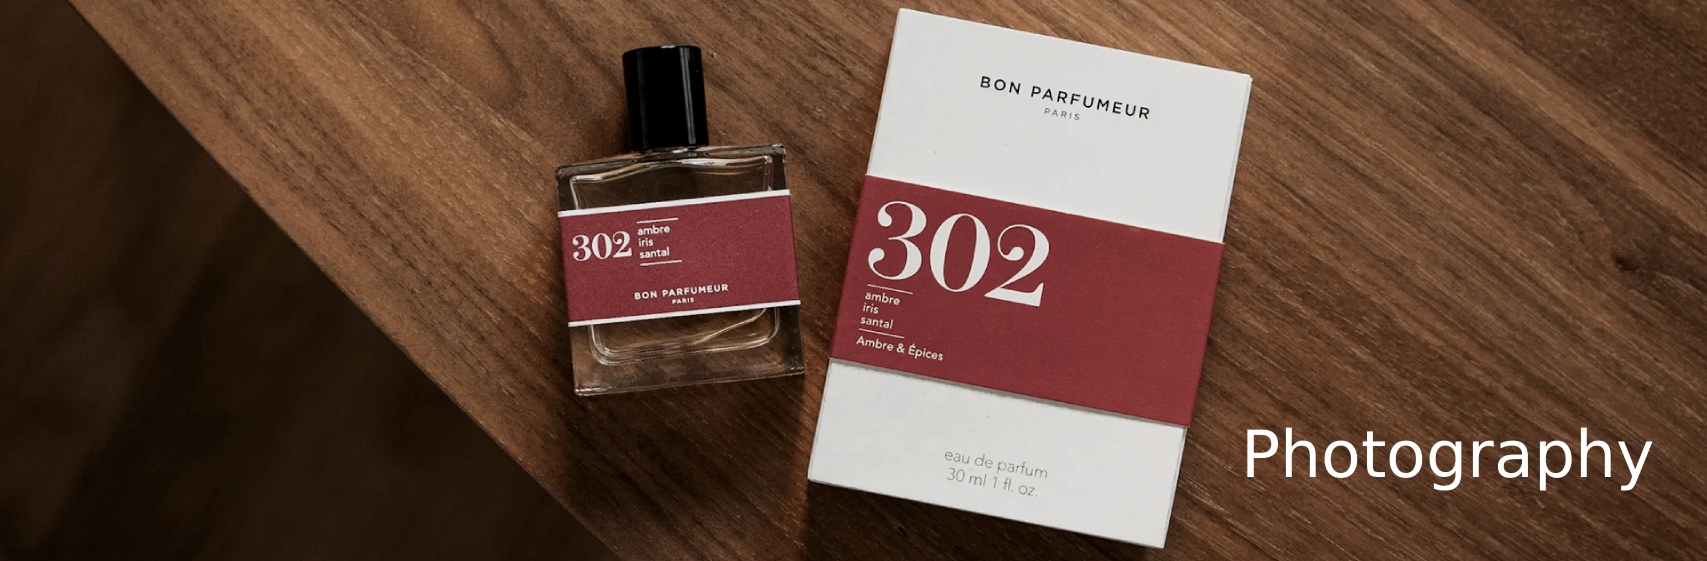 302
ambre
iris
santal
BON PARFUMEUR
PARIS
BON PARFUMEUR
PARIS
302
ambre
iris
santal
Ambre & Épices
eau de parfum
30 ml 1 fl. oz.
Photography